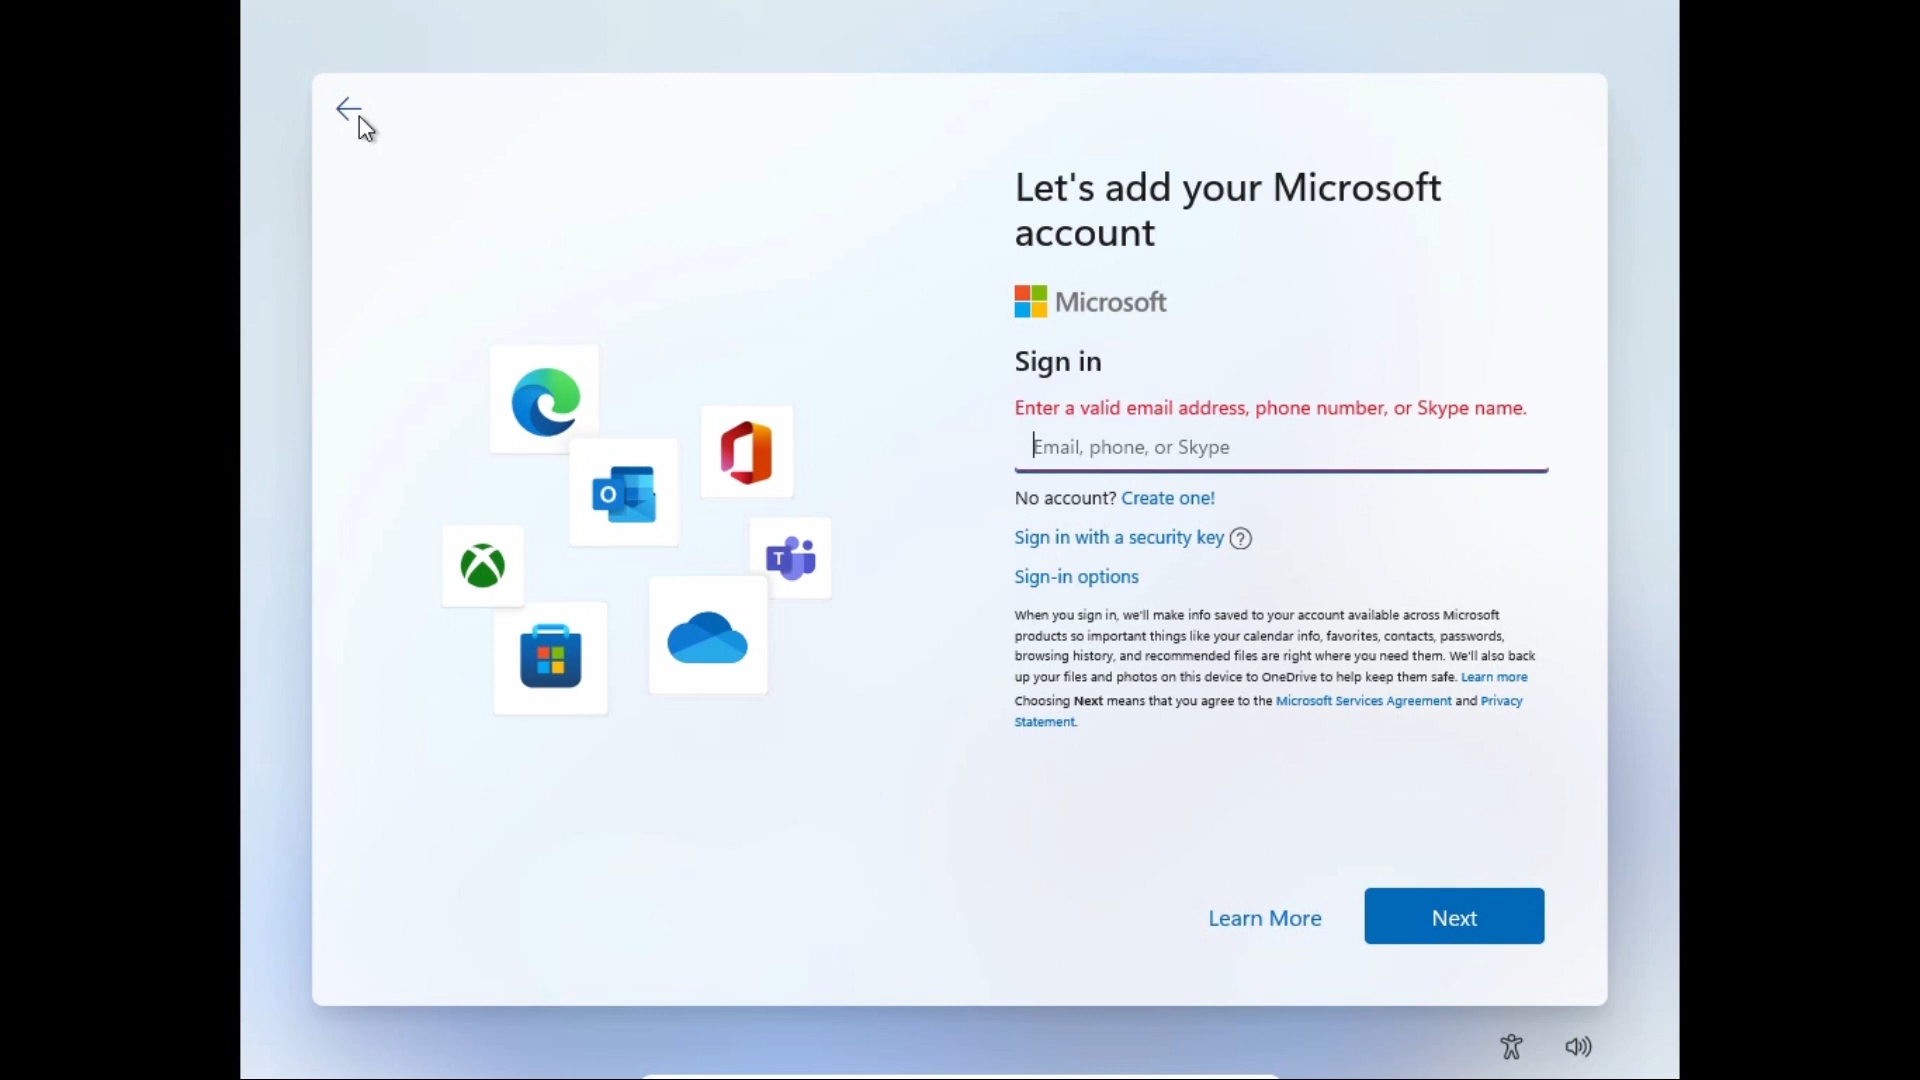 Let's add your Microsoft
account
Microsoft
Sign in
Enter a valid email address, phone number, or Skype name.
Email, phone, or Skype
No account? Create one!
Sign in with a security key ?
Sign-in options
When you sign in, we'll make info saved to your account available across Microsoft
products so important things like your calendar info, favorites, contacts, passwords,
browsing history, and recommended files are right where you need them. We'll also back
up your files and photos on this device to OneDrive to help keep them safe. Learn more
Choosing Next means that you agree to the Microsoft Services Agreement and Privacy
Statement.
O
T
Learn More
Next